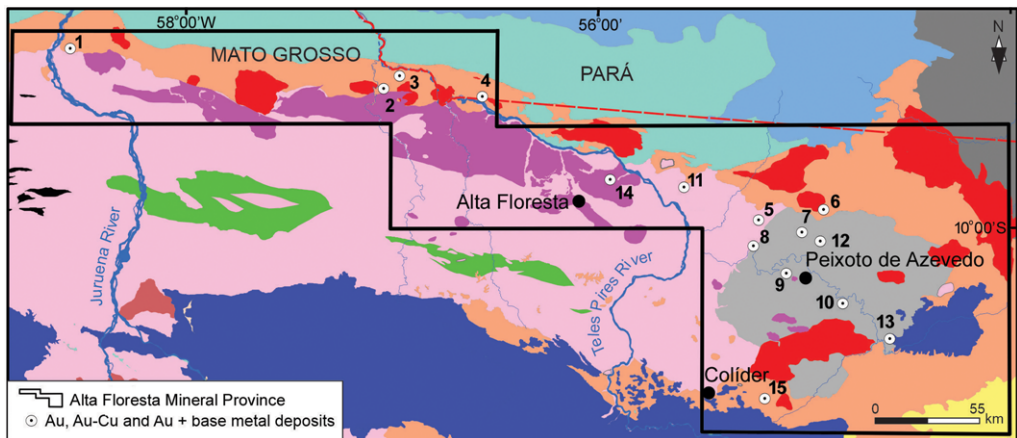 58°00'W
56°00'
1
MATO GROSSO
PARÁ
N
3
4
2
11
14
Alta Floresta
5
6
7
10°00'S
8
12
Juruena River
Teles Pires River
Peixoto de Azevedo
9
10
13
Colíder
15
Alta Floresta Mineral Province
Au, Au-Cu and Au + base metal deposits
0 55
km